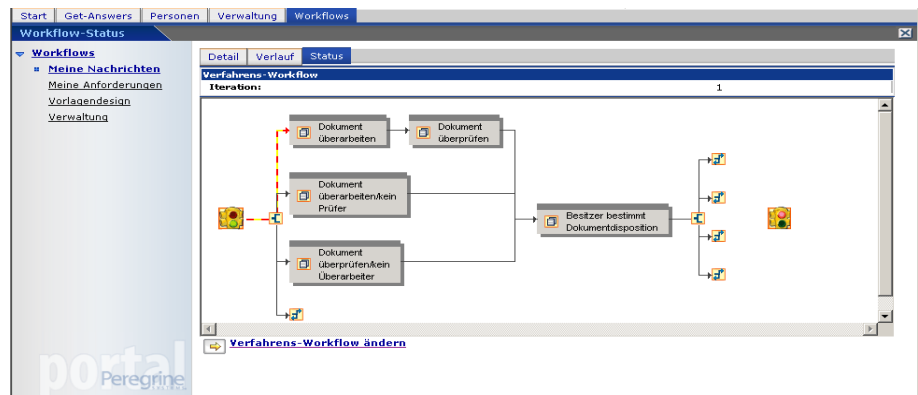 Start Get-Answers Personen Verwaltung Workflows
Workflow-Status
Workflows
Meine Nachrichten
Meine Anforderungen
Vorlagendesign
Verwaltung
Detail Verlauf Status
Verfahrens-Workflow
Iteration: 1
Dokument
überarbeiten
Dokument
überprüfen
Dokument
überarbeiten/kein
Prüfer
Besitzer bestimmt
Dokumentdisposition
Dokument
überprüfen/kein
Überarbeiter
Verfahrens-Workflow ändern
portal
Peregrine